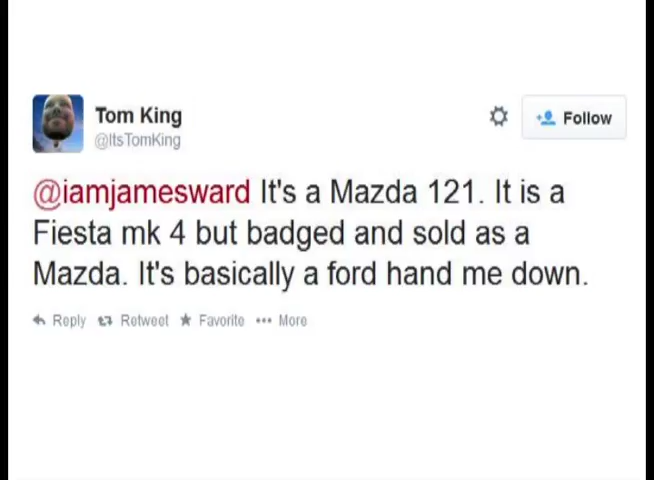 Tom King
@ItsTomKing
Follow
@iamjamesward It's a Mazda 121. It is a
Fiesta mk 4 but badged and sold as a
Mazda. It's basically a ford hand me down.
Reply Retweet Favorite More